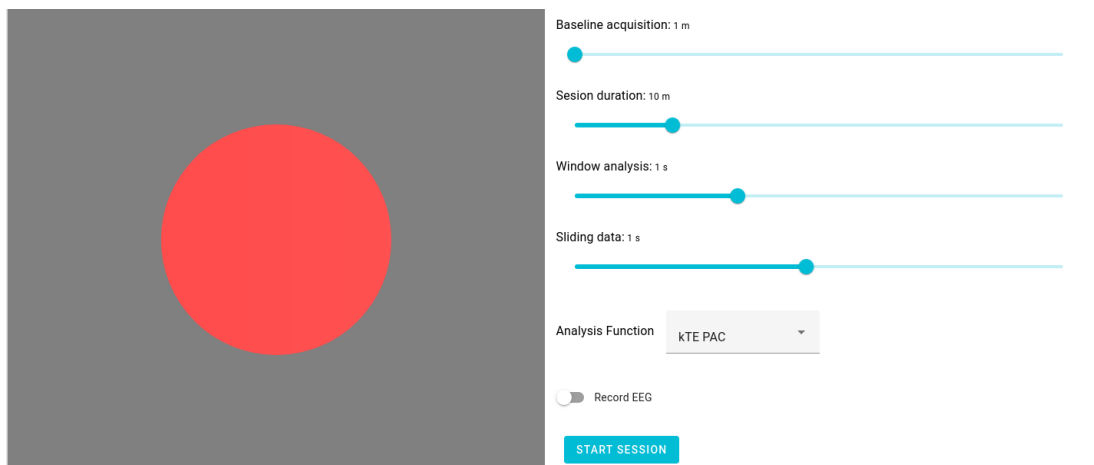 Baseline acquisition: 1 m
Sesion duration: 10 m
Window analysis: 1 s
Sliding data: 1 s
Analysis Function
kTE PAC
Record EEG
START SESSION